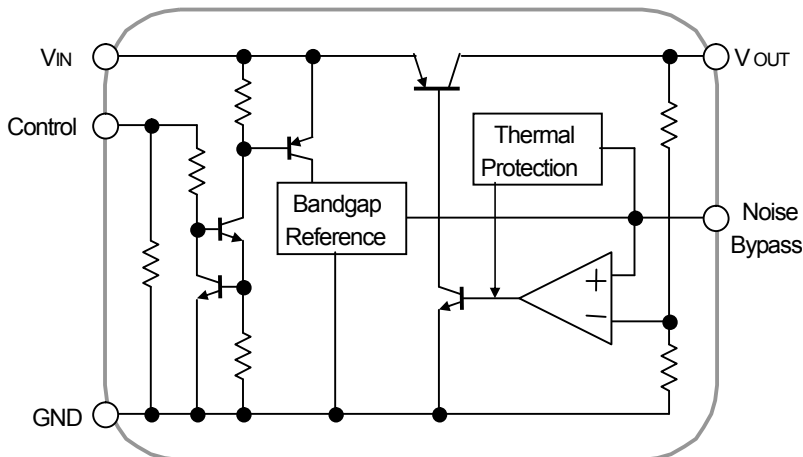 VIN
VOUT
Control
Thermal
Protection
Bandgap
Reference
Noise
Bypass
+
−
GND